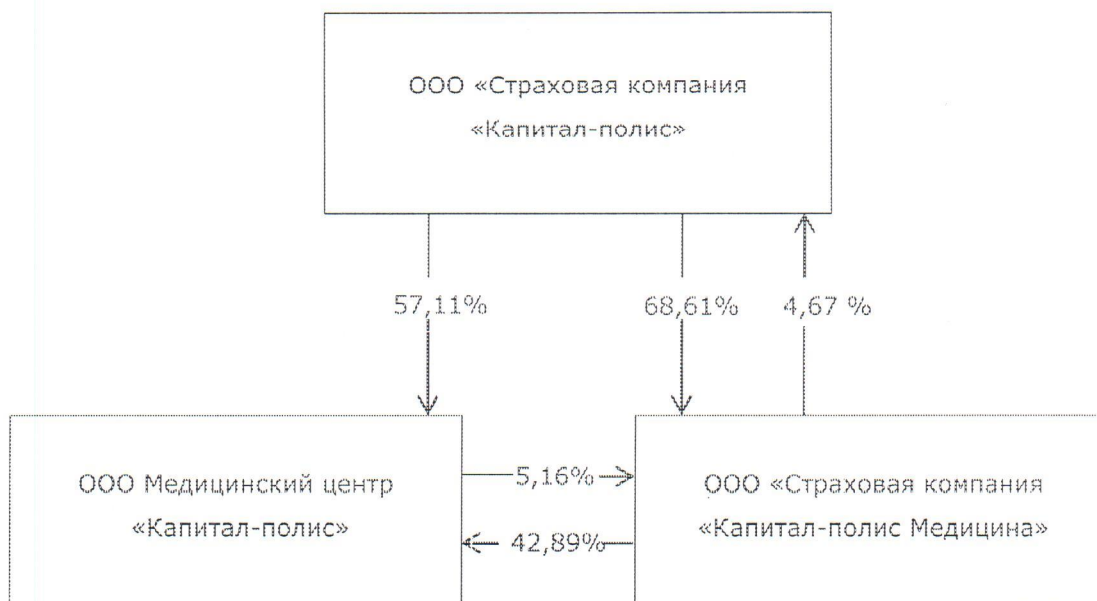 ООО «Страховая компания
«Капитал-полис»
57,11%
68,61%
4,67 %
ООО Медицинский центр
«Капитал-полис»
5,16%
42,89%
ООО «Страховая компания
«Капитал-полис Медицина»